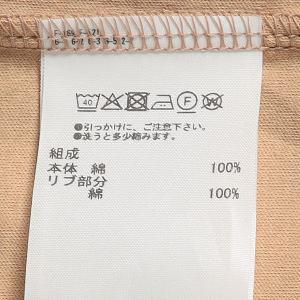 40
F
●引っかけに、ご注意下さい。
●洗うと多少縮みます。
組成
本体 綿 100%
リブ部分
綿 100%